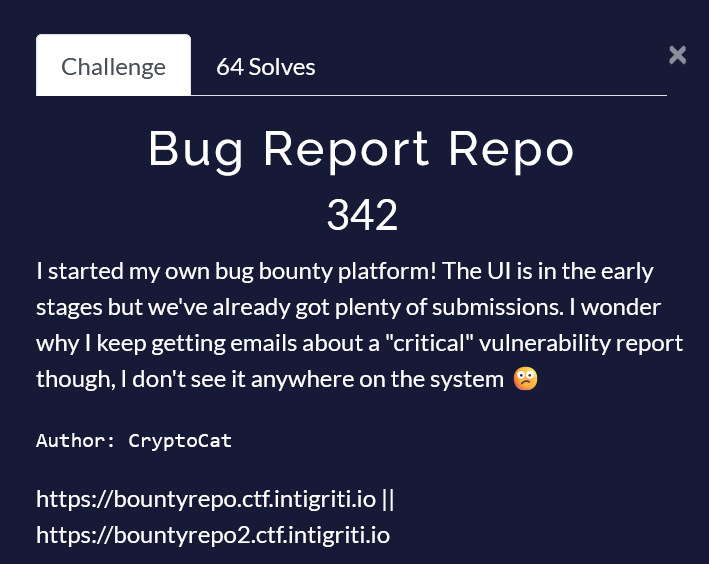 Challenge
64 Solves
×
Bug Report Repo
342
I started my own bug bounty platform! The UI is in the early
stages but we've already got plenty of submissions. I wonder
why I keep getting emails about a "critical" vulnerability report
though, I don't see it anywhere on the system 😕
Author: CryptoCat
https://bountyrepo.ctf.intigriti.io ||
https://bountyrepo2.ctf.intigriti.io